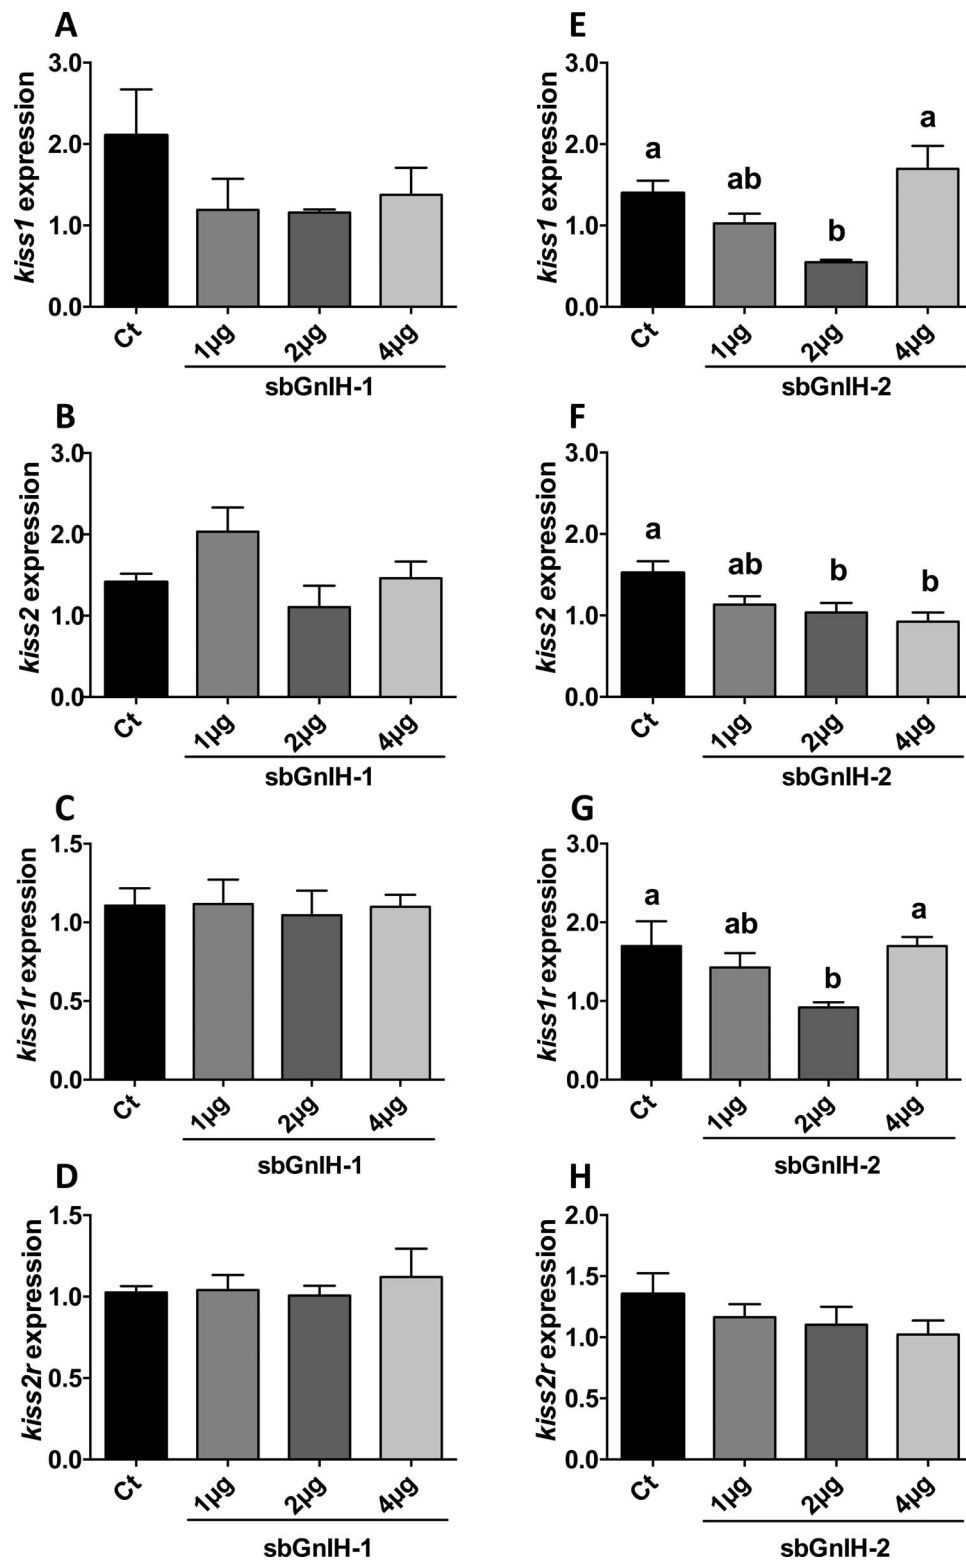 A
kiss1 expression
3.0
2.0
1.0
0.0
Ct
1µg
2µg
4µg
sbGnIH-1
E
kiss1 expression
3.0
2.0
1.0
0.0
a
ab
b
a
Ct
1µg
2µg
4µg
sbGnIH-2
B
kiss2 expression
3.0
2.0
1.0
0.0
Ct
1µg
2µg
4µg
sbGnIH-1
F
kiss2 expression
3.0
2.0
1.0
0.0
a
ab
b
b
Ct
1µg
2µg
4µg
sbGnIH-2
C
kiss1r expression
1.5
1.0
0.5
0.0
Ct
1µg
2µg
4µg
sbGnIH-1
G
kiss1r expression
3.0
2.0
1.0
0.0
a
ab
b
a
Ct
1µg
2µg
4µg
sbGnIH-2
D
kiss2r expression
1.5
1.0
0.5
0.0
Ct
1µg
2µg
4µg
sbGnIH-1
H
kiss2r expression
2.0
1.5
1.0
0.5
0.0
Ct
1µg
2µg
4µg
sbGnIH-2